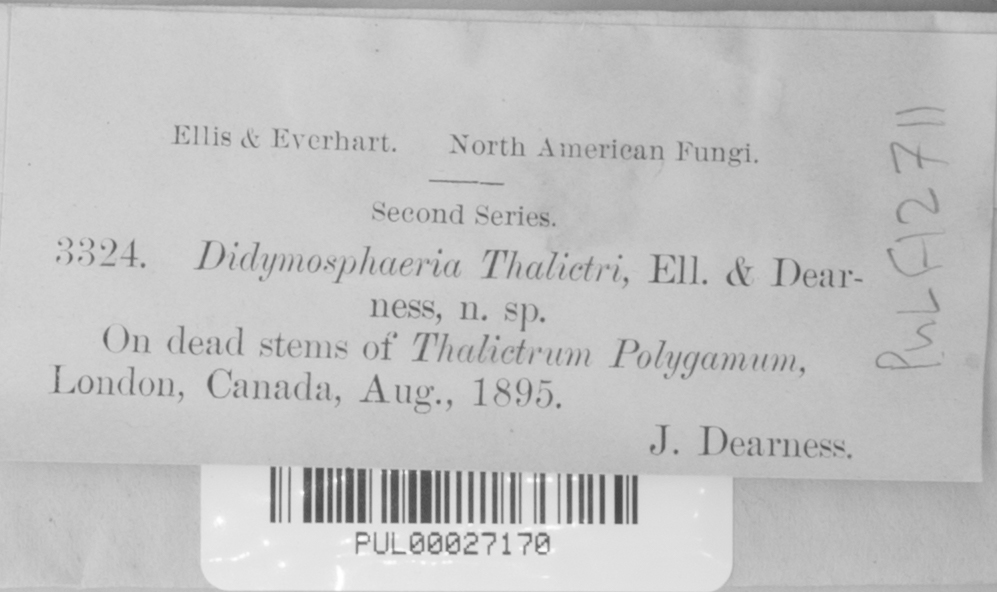 Ellis & Everhart. North American Fungi.
Second Series.
3324. Didymosphaeria Thalictri, Ell. & Dear-
ness, n. sp.
On dead stems of Thalictrum Polygamum,
London, Canada, Aug., 1895.
J. Dearness.
PUL F12711
PUL00027170